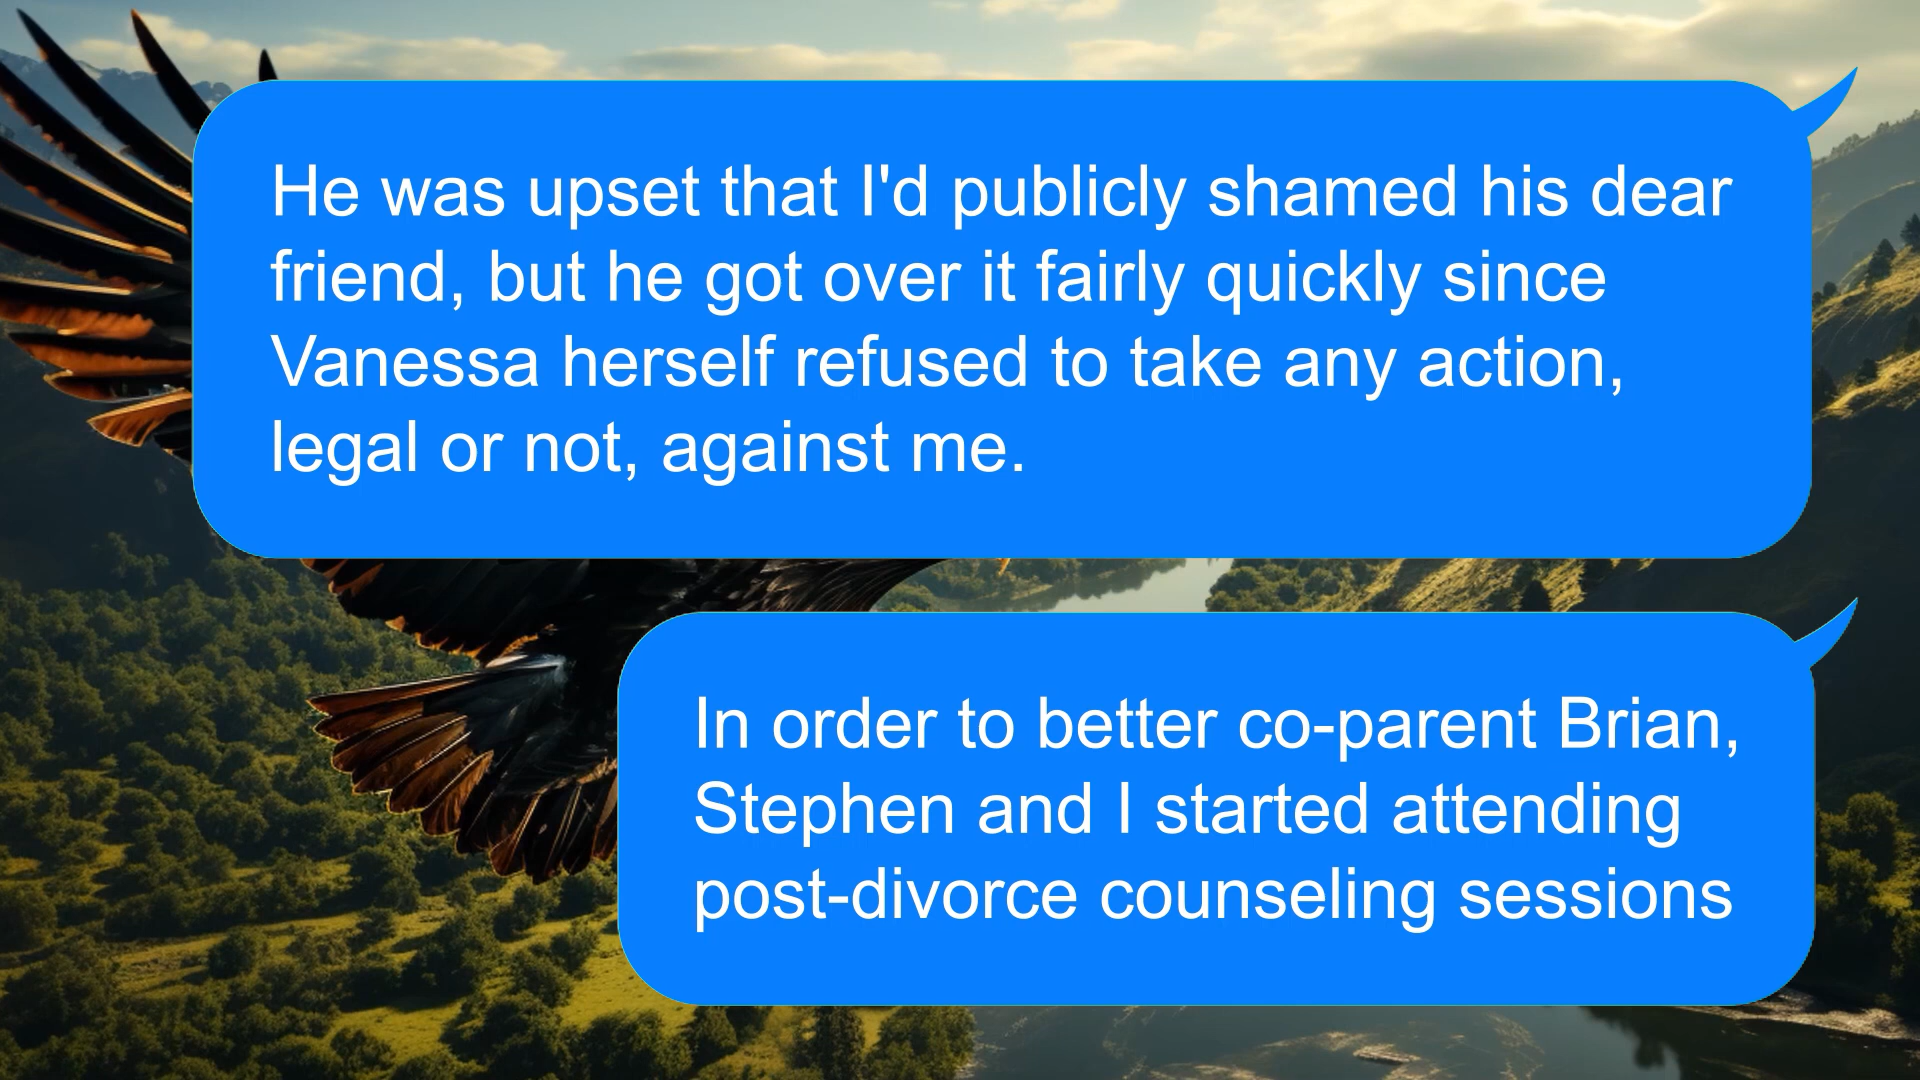 He was upset that I'd publicly shamed his dear
friend, but he got over it fairly quickly since
Vanessa herself refused to take any action,
legal or not, against me.
In order to better co-parent Brian,
Stephen and I started attending
post-divorce counseling sessions